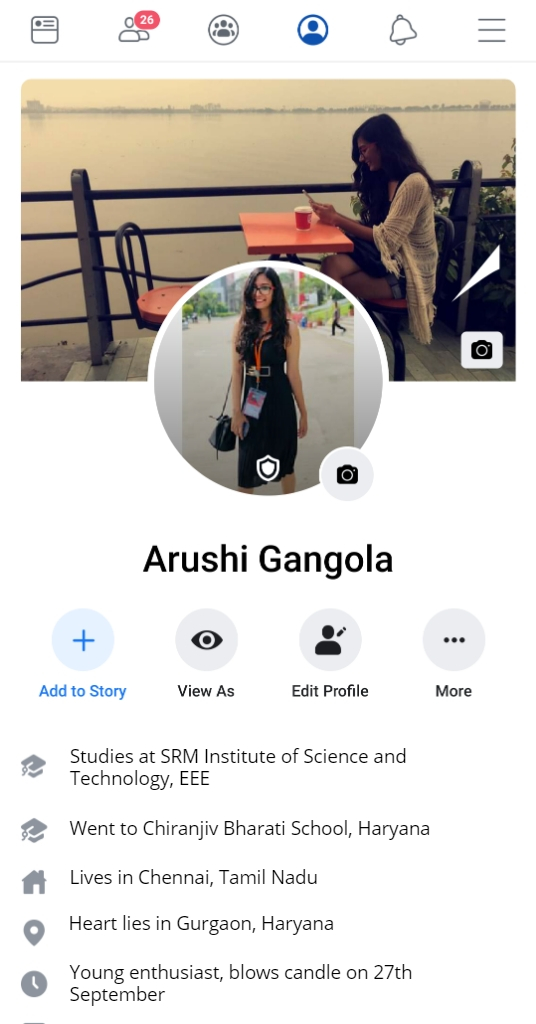 26
Arushi Gangola
Add to Story
View As
Edit Profile
More
Studies at SRM Institute of Science and
Technology, EEE
Went to Chiranjiv Bharati School, Haryana
Lives in Chennai, Tamil Nadu
Heart lies in Gurgaon, Haryana
Young enthusiast, blows candle on 27th
September